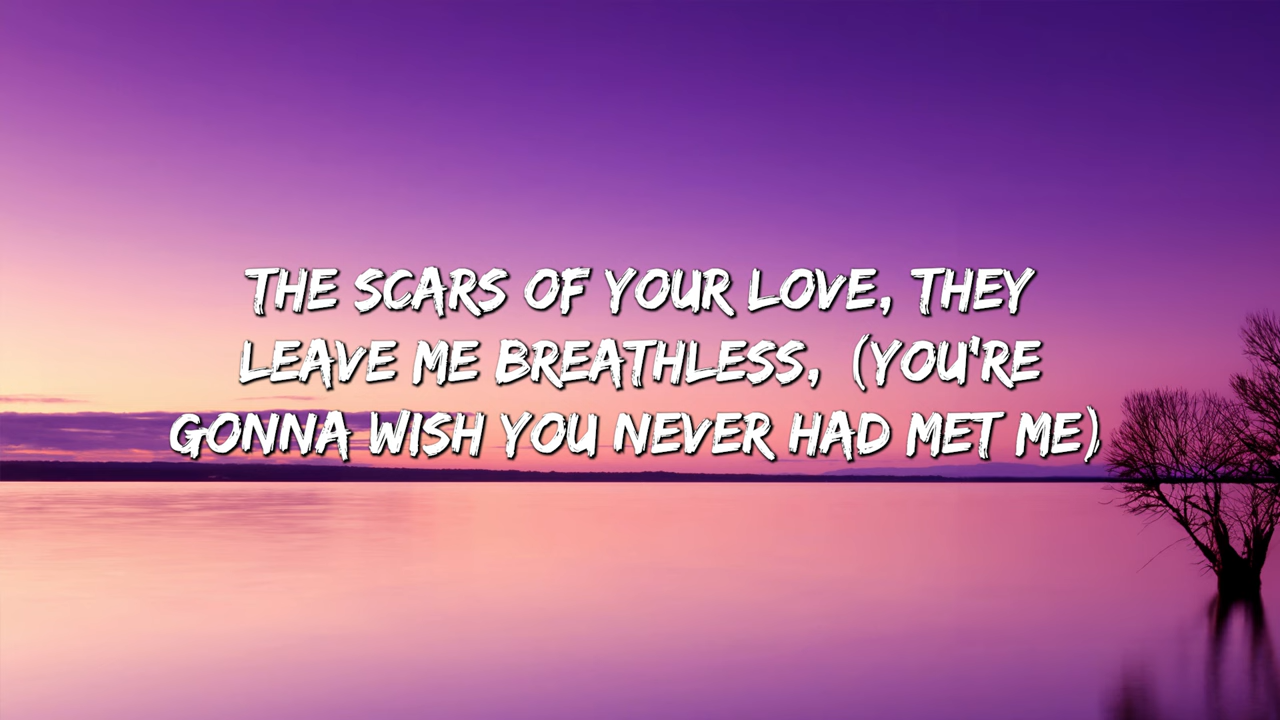 THE SCARS OF YOUR LOVE, THEY
LEAVE ME BREATHLESS, (YOU'RE
GONNA WISH YOU NEVER HAD MET ME)